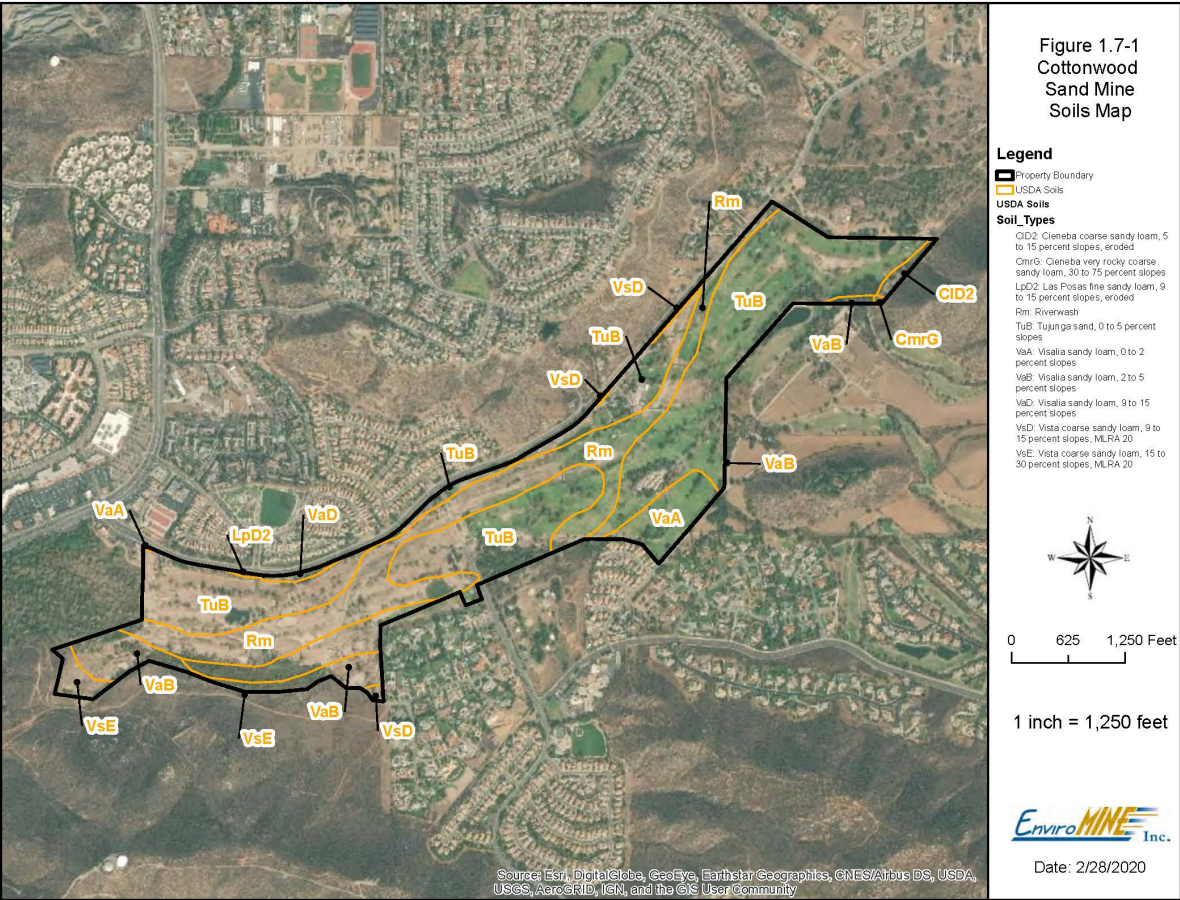 Figure 1.7-1
Cottonwood
Sand Mine
Soils Map
Legend
Property Boundary
USDA Soils
USDA Soils
Soil_Types
CID2: Cieneba coarse sandy loam, 5
to 15 percent slopes, eroded
CmrG: Cieneba very rocky coarse
sandy loam, 30 to 75 percent slopes
LpD2: Las Posas fine sandy loam, 9
to 15 percent slopes, eroded
Rm: Riverwash
TuB: Tujunga sand, 0 to 5 percent
slopes
VaA: Visalia sandy loam, 0 to 2
percent slopes
VaB: Visalia sandy loam, 2 to 5
percent slopes
VaD: Visalia sandy loam, 9 to 15
percent slopes
VsD: Vista coarse sandy loam, 9 to
15 percent slopes, MLRA 20
VsE: Vista coarse sandy loam, 15 to
30 percent slopes, MLRA 20
N
W E
S
0 625 1,250 Feet
1 inch = 1,250 feet
EnviroMINE Inc.
Date: 2/28/2020
Rm
VsD
TuB
CID2
TuB
VaB
CmrG
VsD
TuB
Rm
VaB
VaA
LpD2
VaD
VaA
TuB
TuB
Rm
VaB
VsE
VaB
VsE
VsD
Source: Esri, DigitalGlobe, GeoEye, Earthstar Geographics, CNES/Airbus DS, USDA,
USGS, AeroGRID, IGN, and the GIS User Community